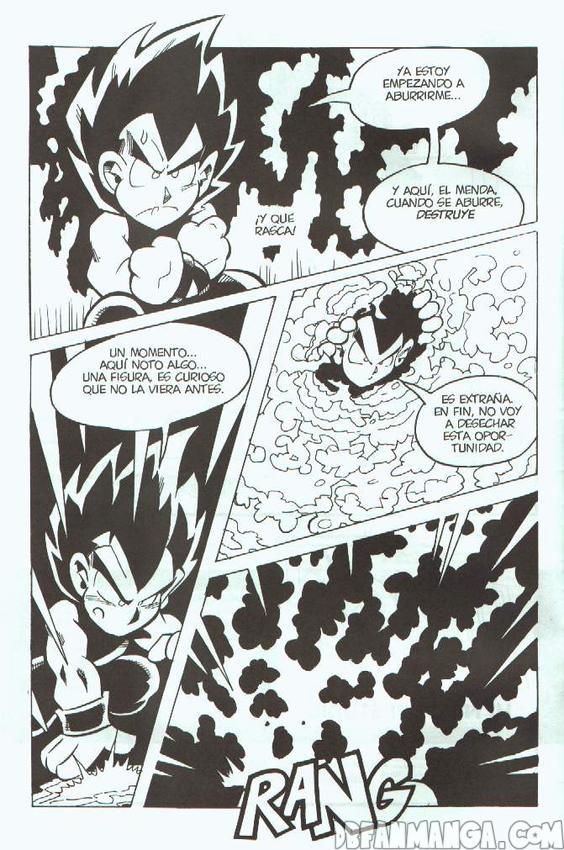 YA ESTOY
EMPEZANDO A
ABURRIRME...
Y AQUÍ, EL MENDA,
CUANDO SE ABURRE,
DESTRUYE
¡Y QUE
RASCA!
UN MOMENTO...
AQUÍ NOTO ALGO...
UNA FISURA, ES CURIOSO
QUE NO LA VIERA ANTES.
ES EXTRAÑA.
EN FIN, NO VOY
A DESECHAR
ESTA OPOR-
TUNIDAD.
RANG
DBFANMANGA.COM